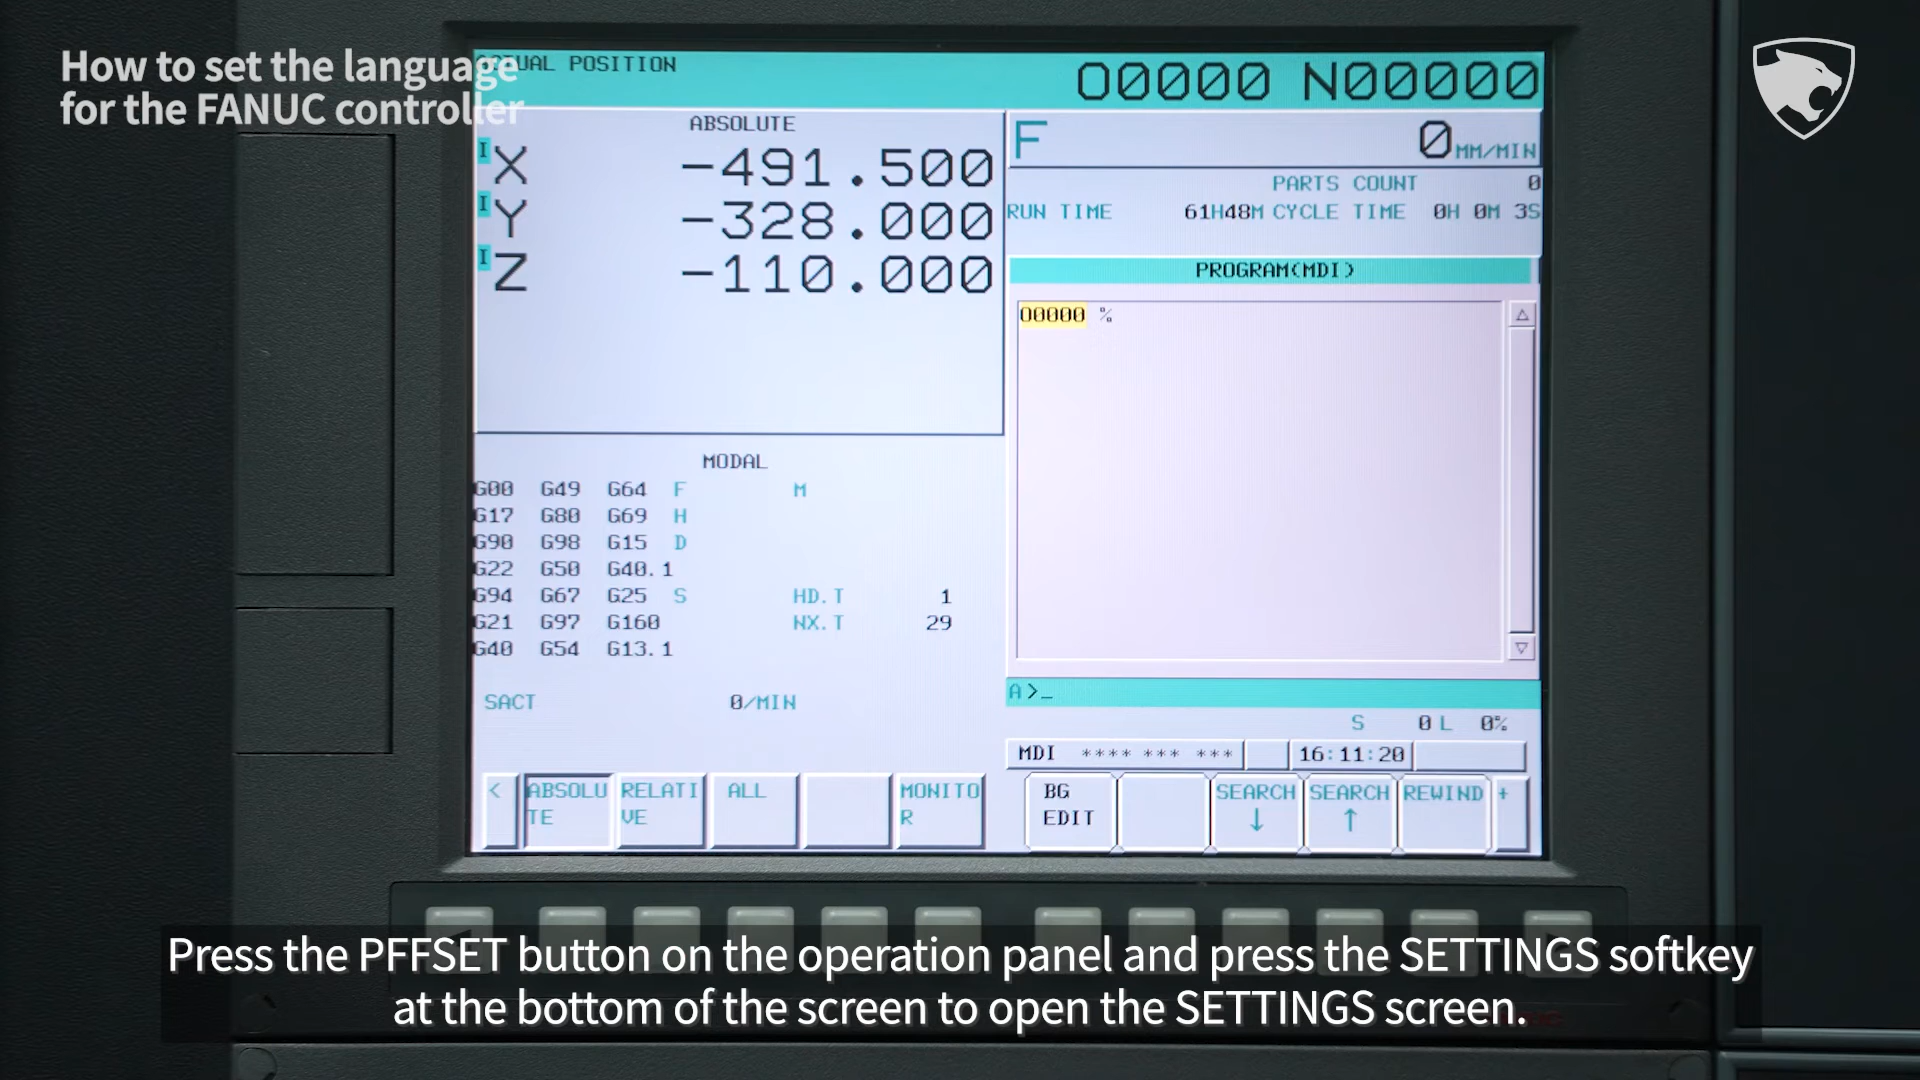 How to set the language
for the FANUC controller
ACTUAL POSITION
O0000 N00000
ABSOLUTE
I X -491.500
I Y -328.000
I Z -110.000
F 0 MM/MIN
PARTS COUNT 0
RUN TIME 61H48M CYCLE TIME 0H 0M 3S
PROGRAM(MDI)
O0000 %
MODAL
G00 G49 G64 F M
G17 G80 G69 H
G90 G98 G15 D
G22 G50 G40.1
G94 G67 G25 S HD.T 1
G21 G97 G160 NX.T 29
G40 G54 G13.1
SACT 0/MIN
A>_
S 0 L 0%
MDI **** *** ***
16:11:20
< ABSOLU
TE
RELATI
VE
ALL
MONITO
R
BG
EDIT
SEARCH
↓
SEARCH
↑
REWIND
+
Press the PFFSET button on the operation panel and press the SETTINGS softkey
at the bottom of the screen to open the SETTINGS screen.